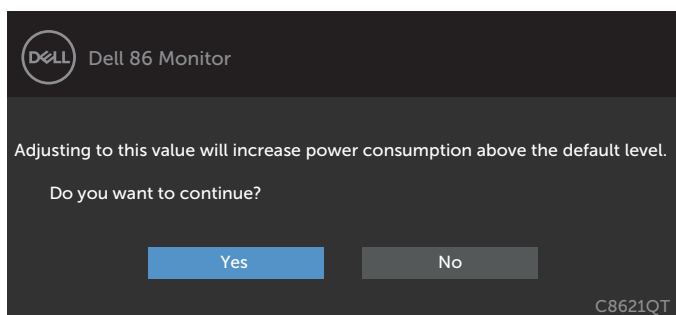 DELL Dell 86 Monitor
Adjusting to this value will increase power consumption above the default level.
Do you want to continue?
Yes No
C8621QT